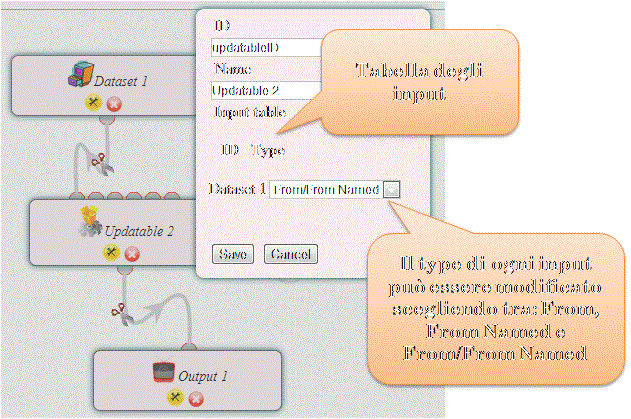 Dataset 1
Updatable 2
Output 1
ID
updatableID
Name
Updatable 2
Input table
ID Type
Dataset 1 From/From Named
Save Cancel
Tabella degli
input
Il type di ogni input
può essere modificato
scegliendo tra: From,
From Named e
From/From Named